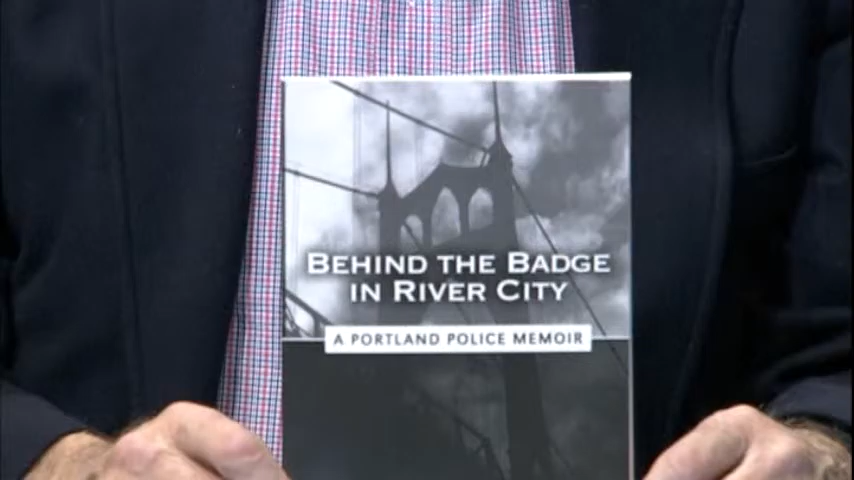 BEHIND THE BADGE
IN RIVER CITY
A PORTLAND POLICE MEMOIR